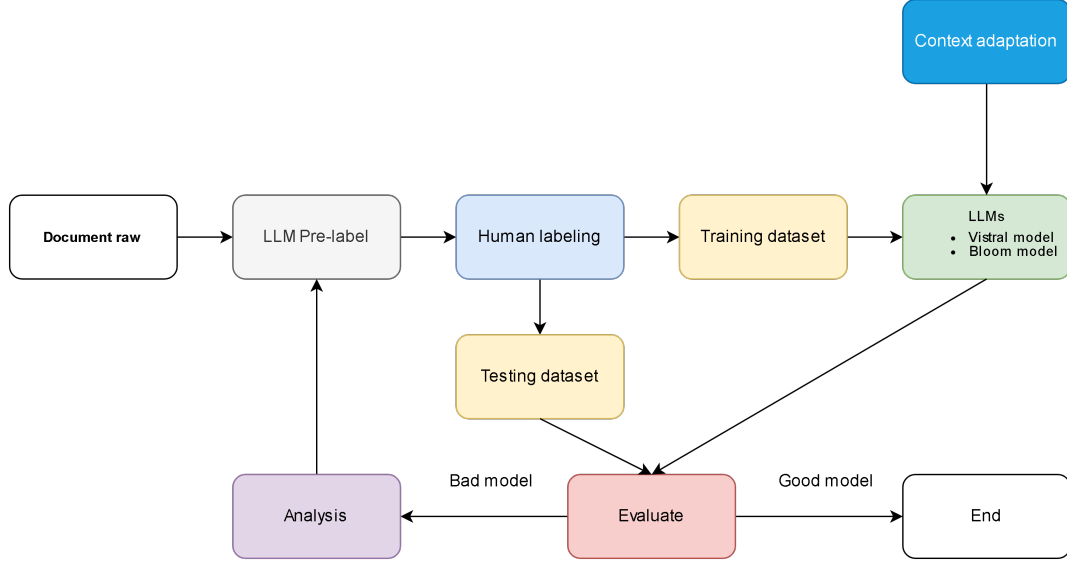 Context adaptation
Document raw
LLM Pre-label
Human labeling
Training dataset
LLMs
• Vistral model
• Bloom model
Testing dataset
Bad model
Good model
Analysis
Evaluate
End